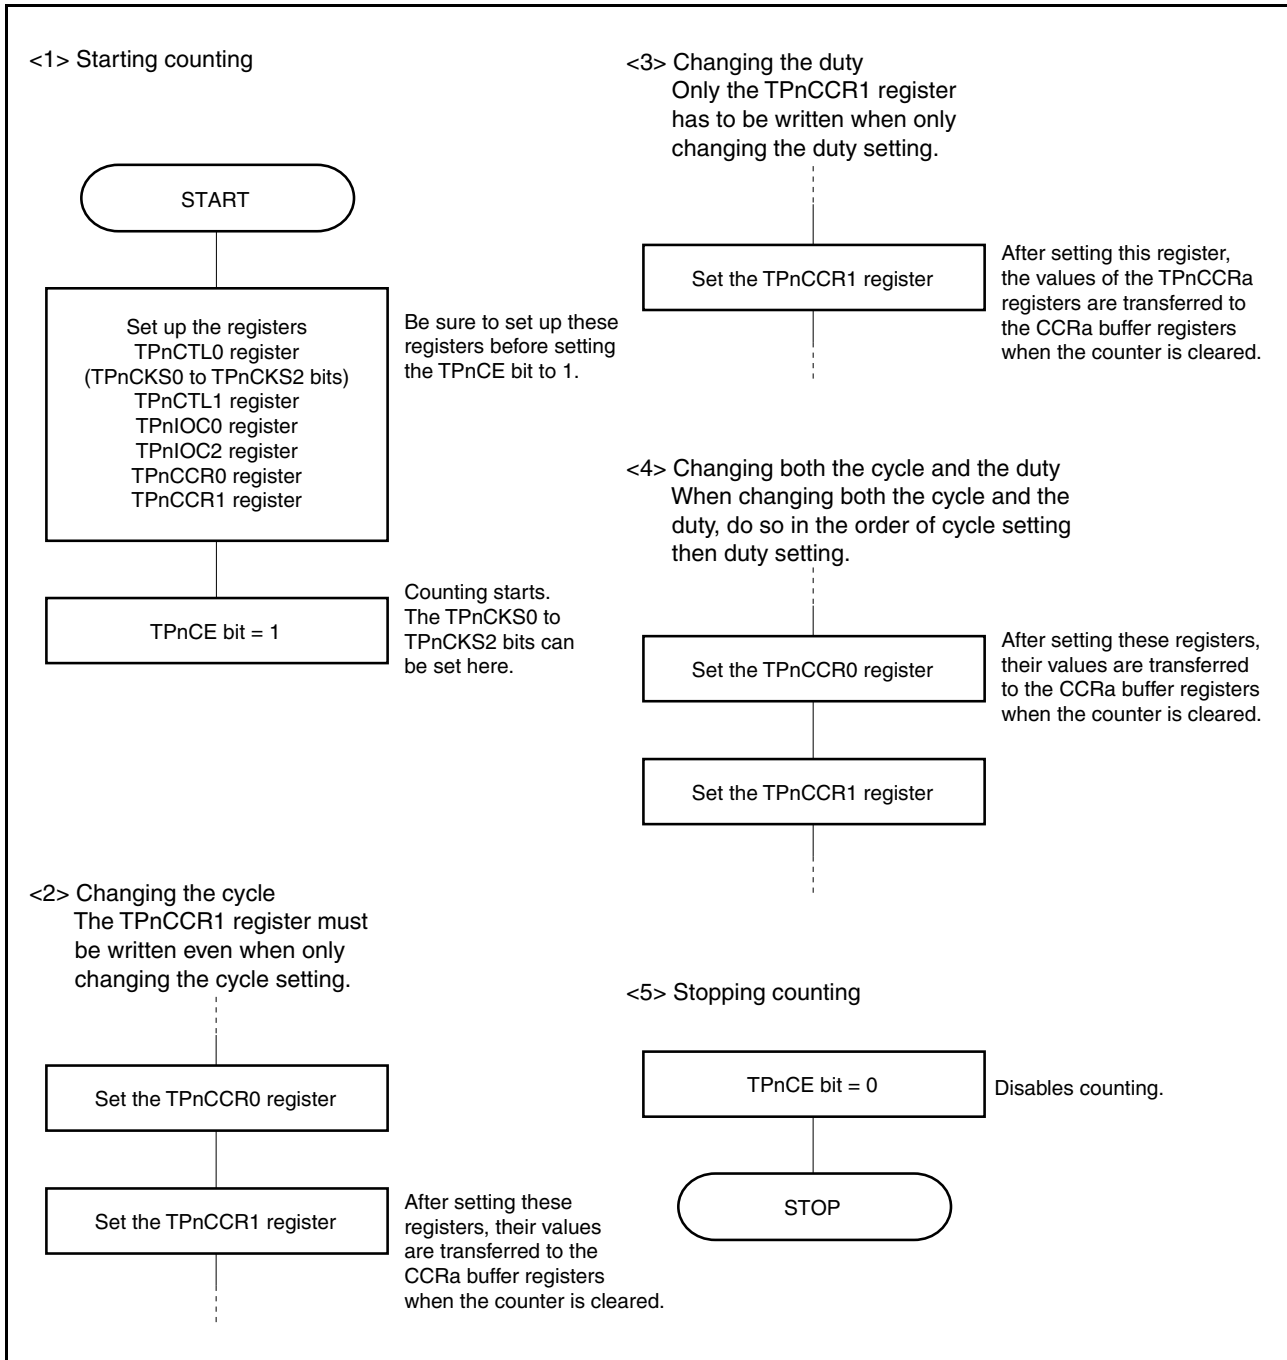 <1> Starting counting
START
Set up the registers
TPnCTL0 register
(TPnCKS0 to TPnCKS2 bits)
TPnCTL1 register
TPnIOC0 register
TPnIOC2 register
TPnCCR0 register
TPnCCR1 register
Be sure to set up these
registers before setting
the TPnCE bit to 1.
TPnCE bit = 1
Counting starts.
The TPnCKS0 to
TPnCKS2 bits can
be set here.
<2> Changing the cycle
The TPnCCR1 register must
be written even when only
changing the cycle setting.
Set the TPnCCR0 register
Set the TPnCCR1 register
After setting these
registers, their values
are transferred to the
CCRa buffer registers
when the counter is cleared.
<3> Changing the duty
Only the TPnCCR1 register
has to be written when only
changing the duty setting.
Set the TPnCCR1 register
After setting this register,
the values of the TPnCCRa
registers are transferred to
the CCRa buffer registers
when the counter is cleared.
<4> Changing both the cycle and the duty
When changing both the cycle and the
duty, do so in the order of cycle setting
then duty setting.
Set the TPnCCR0 register
After setting these registers,
their values are transferred
to the CCRa buffer registers
when the counter is cleared.
Set the TPnCCR1 register
<5> Stopping counting
TPnCE bit = 0
Disables counting.
STOP